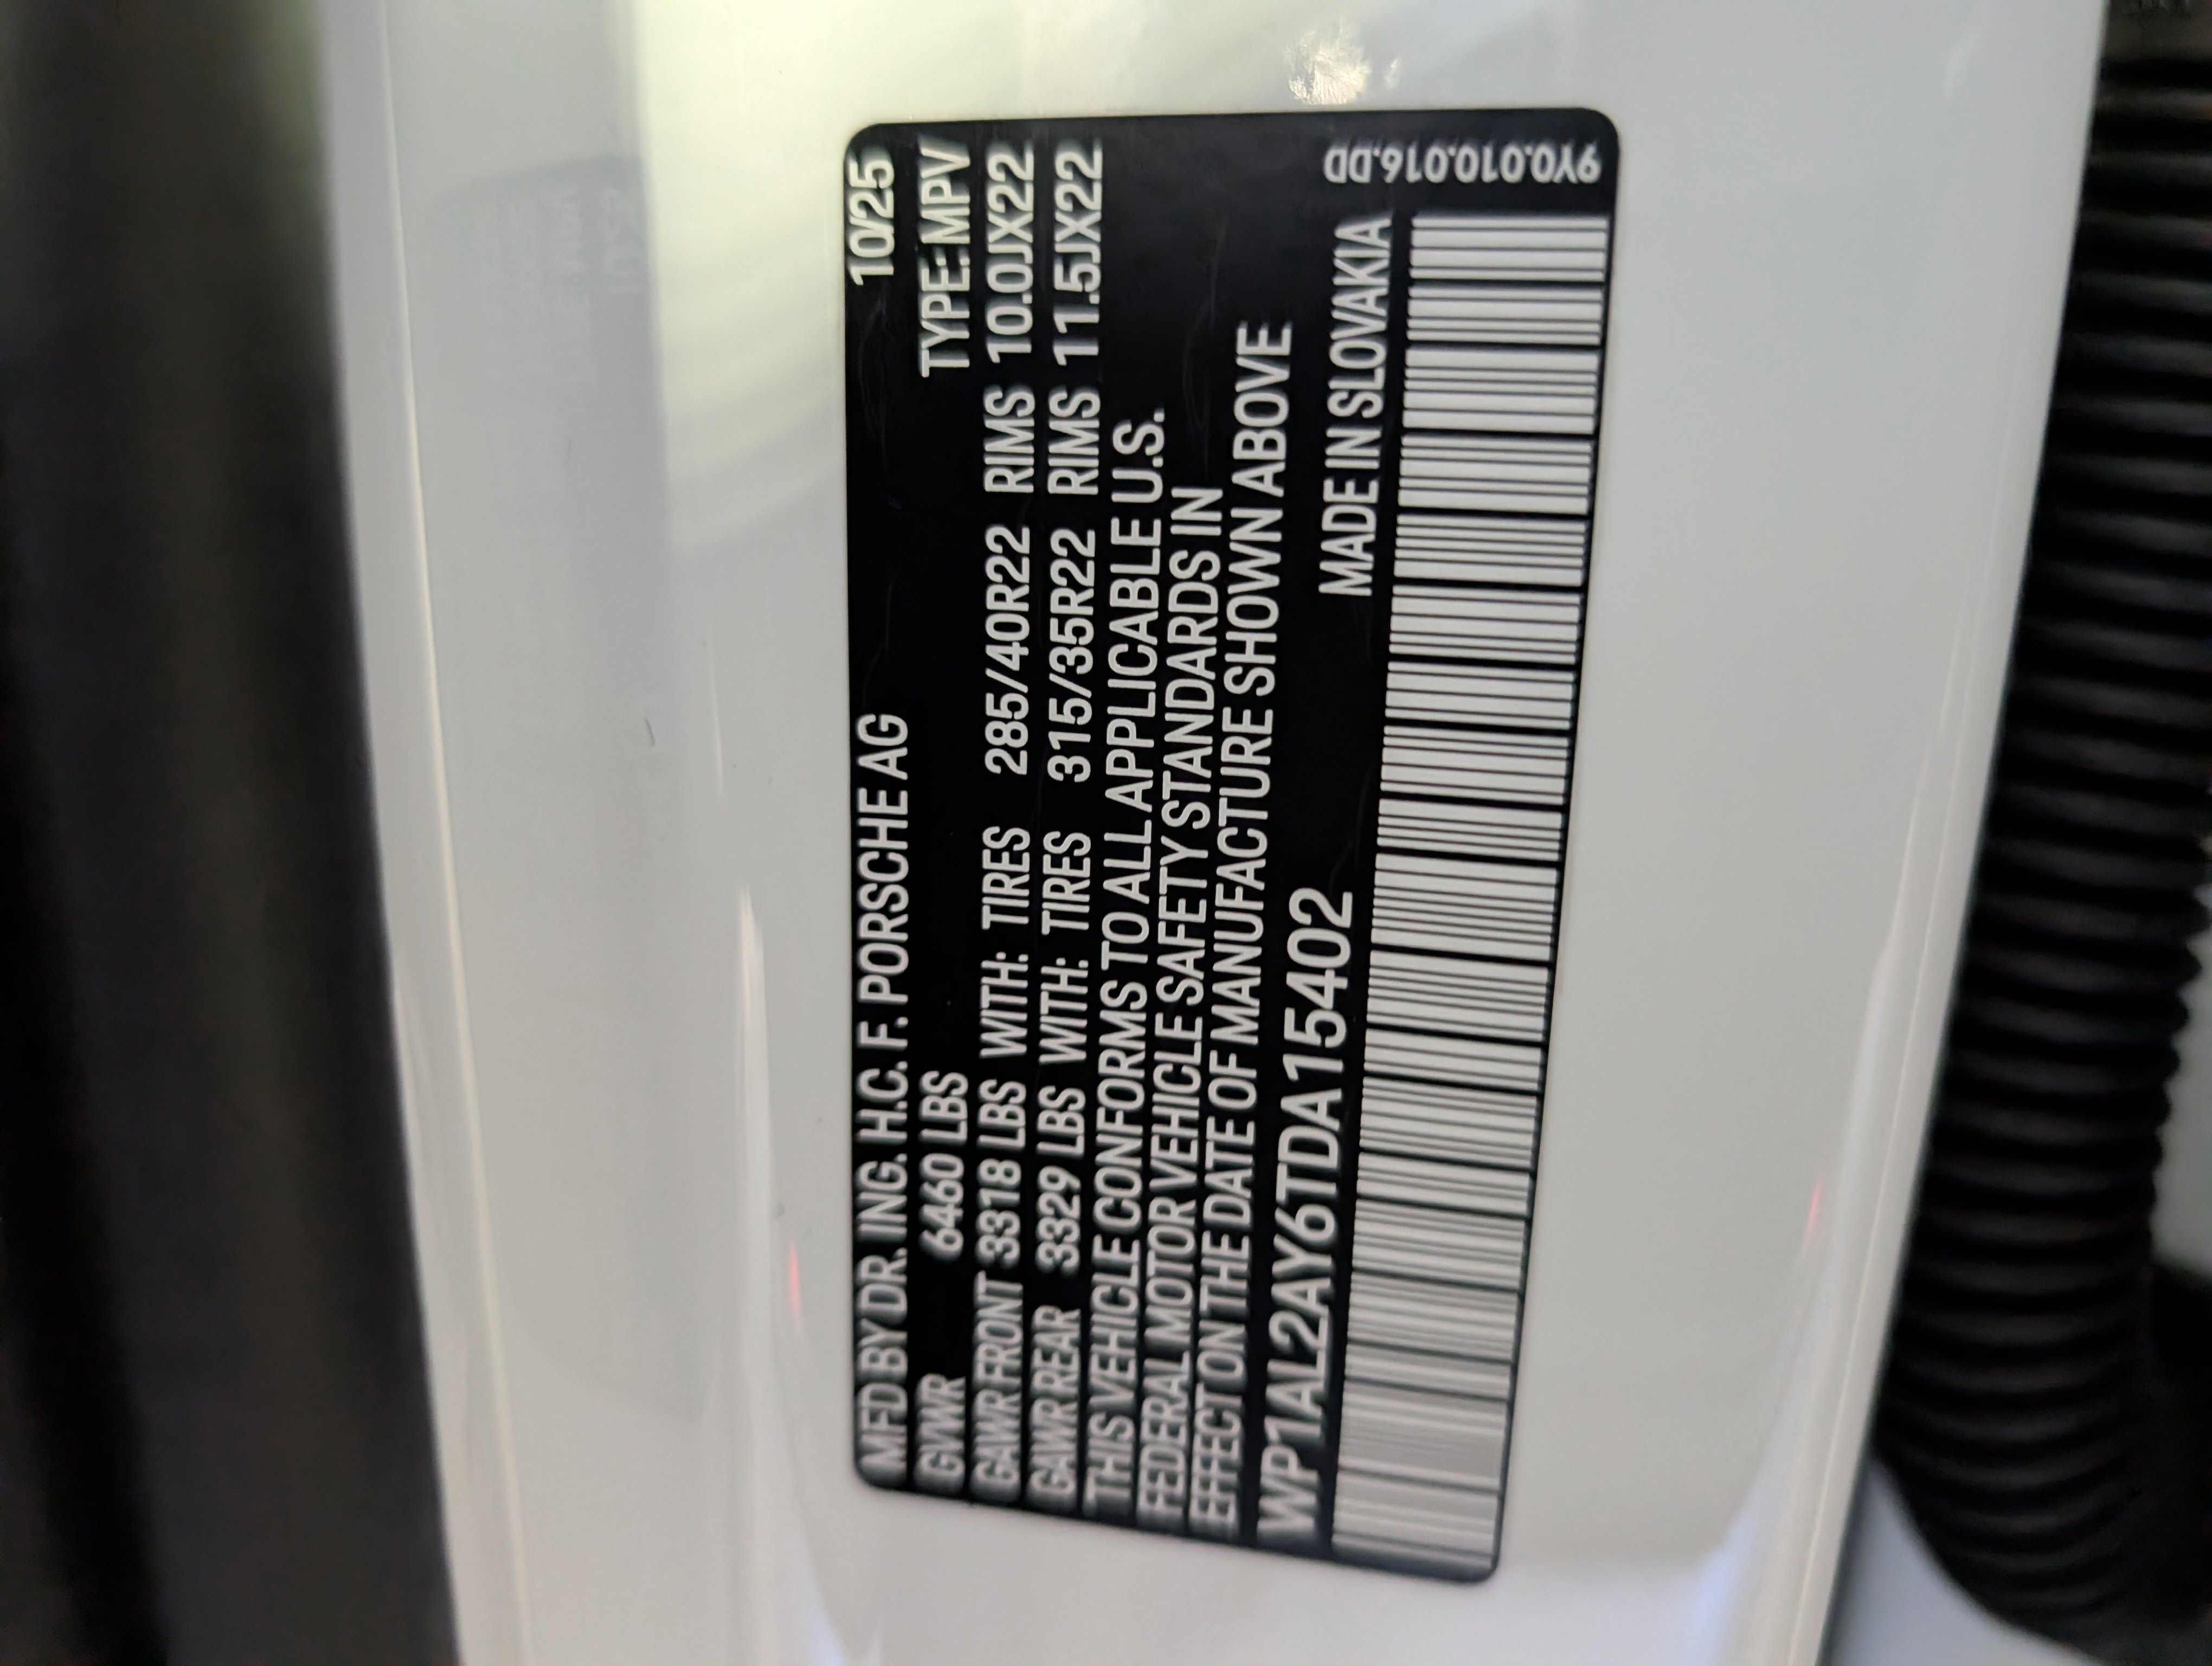 MFD BY DR. ING. H.C. F. PORSCHE AG 10/25
GVWR 6460 LBS TYPE: MPV
GAWR FRONT 3318 LBS WITH: TIRES 285/40R22 RIMS 10.0JX22
GAWR REAR 3329 LBS WITH: TIRES 315/35R22 RIMS 11.5JX22
THIS VEHICLE CONFORMS TO ALL APPLICABLE U.S.
FEDERAL MOTOR VEHICLE SAFETY STANDARDS IN
EFFECT ON THE DATE OF MANUFACTURE SHOWN ABOVE
WP1AL2AY6TDA15402
MADE IN SLOVAKIA
9Y0.010.016.DD